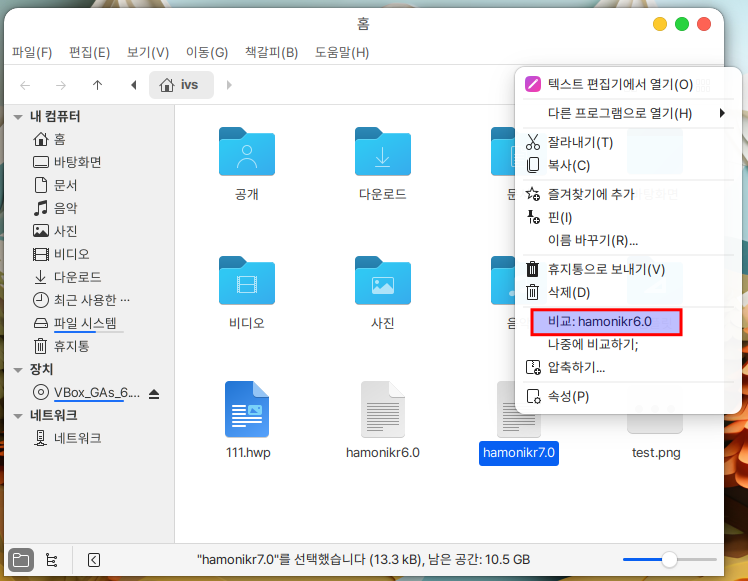 홈
파일(F) 편집(E) 보기(V) 이동(G) 책갈피(B) 도움말(H)
ivs
내 컴퓨터
홈
바탕화면
문서
음악
사진
비디오
다운로드
최근 사용한 ···
파일 시스템
휴지통
장치
VBox_GAs_6....
네트워크
네트워크
공개
다운로드
비디오
사진
111.hwp
hamonikr6.0
hamonikr7.0
test.png
텍스트 편집기에서 열기(O)
다른 프로그램으로 열기(H)
잘라내기(T)
복사(C)
즐겨찾기에 추가
핀(I)
이름 바꾸기(R)...
휴지통으로 보내기(V)
삭제(D)
비교: hamonikr6.0
나중에 비교하기;
압축하기...
속성(P)
"hamonikr7.0"를 선택했습니다 (13.3 kB), 남은 공간: 10.5 GB